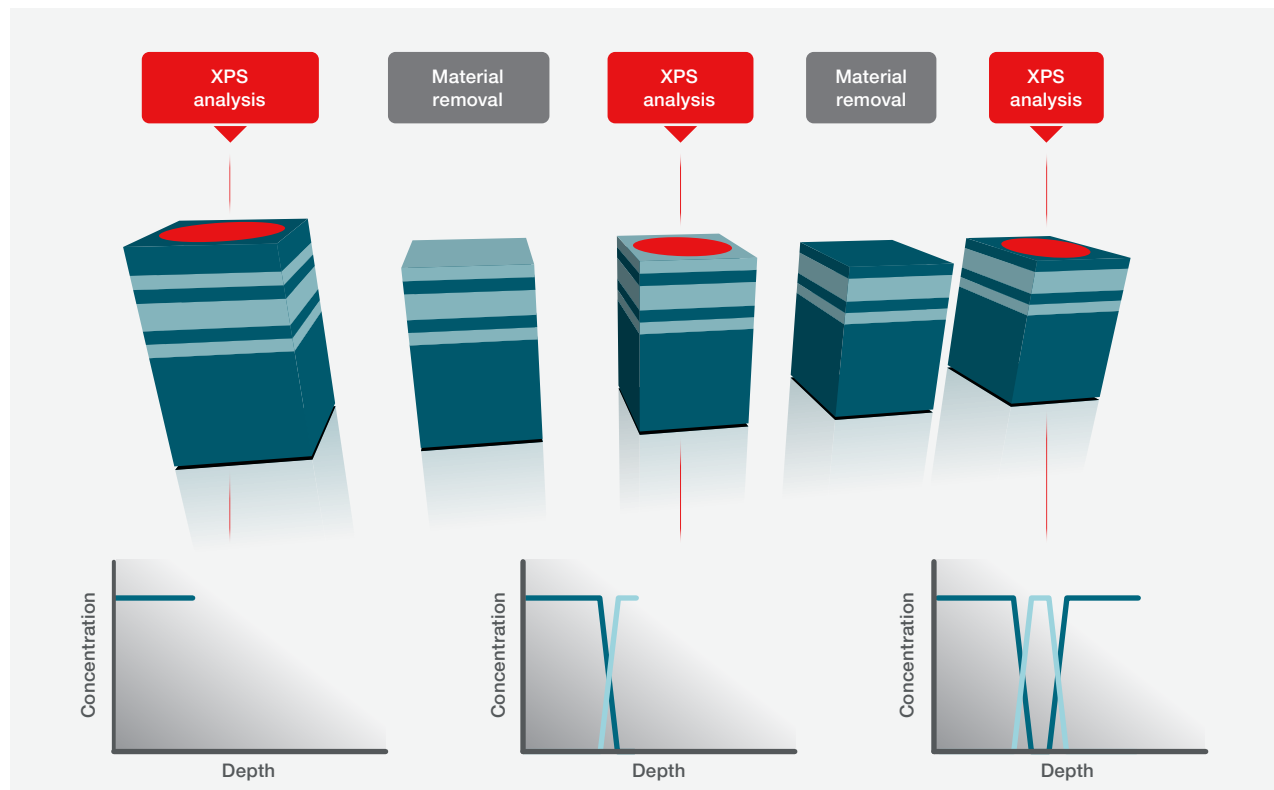 XPS
analysis
Material
removal
XPS
analysis
Material
removal
XPS
analysis
Concentration
Depth
Concentration
Depth
Concentration
Depth